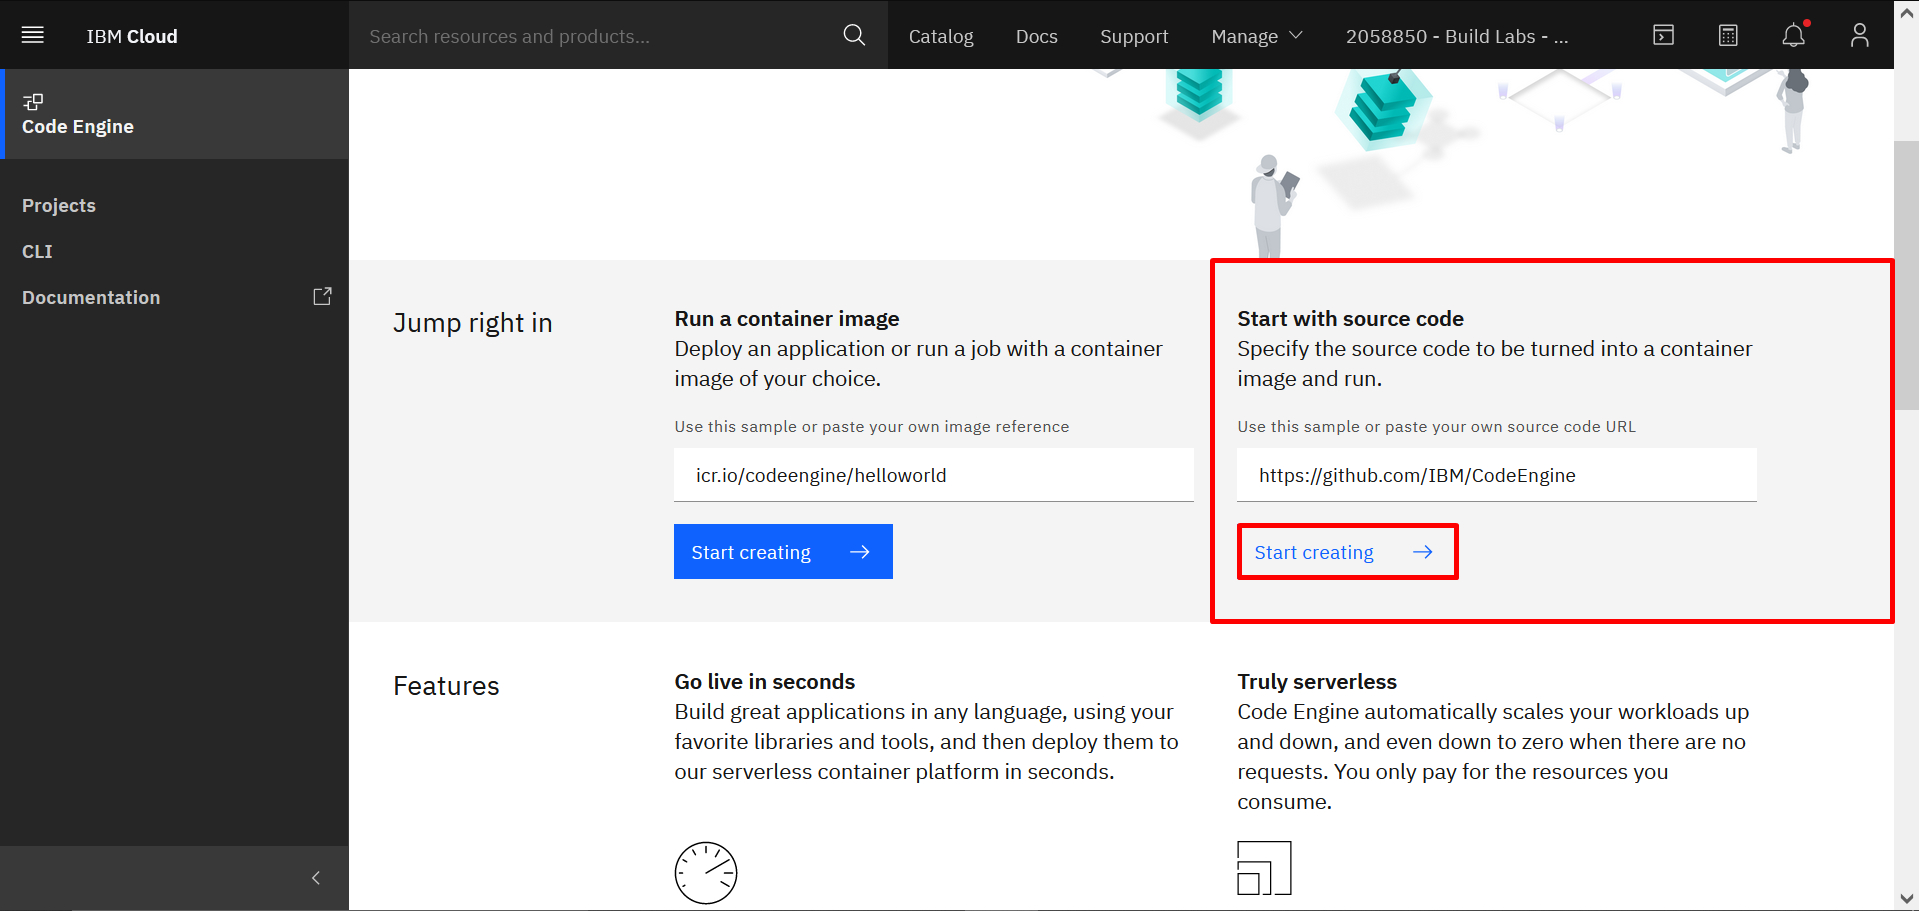 IBM Cloud
Search resources and products...
Catalog
Docs
Support
Manage
2058850 - Build Labs - ...
Code Engine
Projects
CLI
Documentation
Jump right in
Run a container image
Deploy an application or run a job with a container
image of your choice.
Use this sample or paste your own image reference
icr.io/codeengine/helloworld
Start creating
Start with source code
Specify the source code to be turned into a container
image and run.
Use this sample or paste your own source code URL
https://github.com/IBM/CodeEngine
Start creating
Features
Go live in seconds
Build great applications in any language, using your
favorite libraries and tools, and then deploy them to
our serverless container platform in seconds.
Truly serverless
Code Engine automatically scales your workloads up
and down, and even down to zero when there are no
requests. You only pay for the resources you
consume.